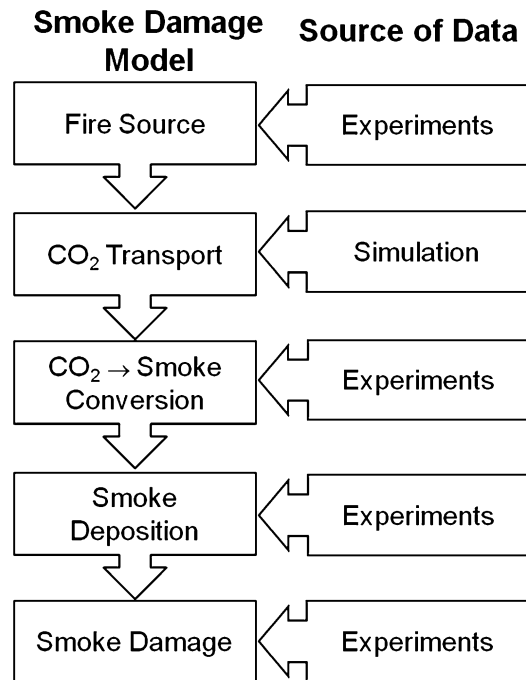 Smoke Damage
Model
Source of Data
Fire Source
Experiments
CO₂ Transport
Simulation
CO₂ → Smoke
Conversion
Experiments
Smoke
Deposition
Experiments
Smoke Damage
Experiments